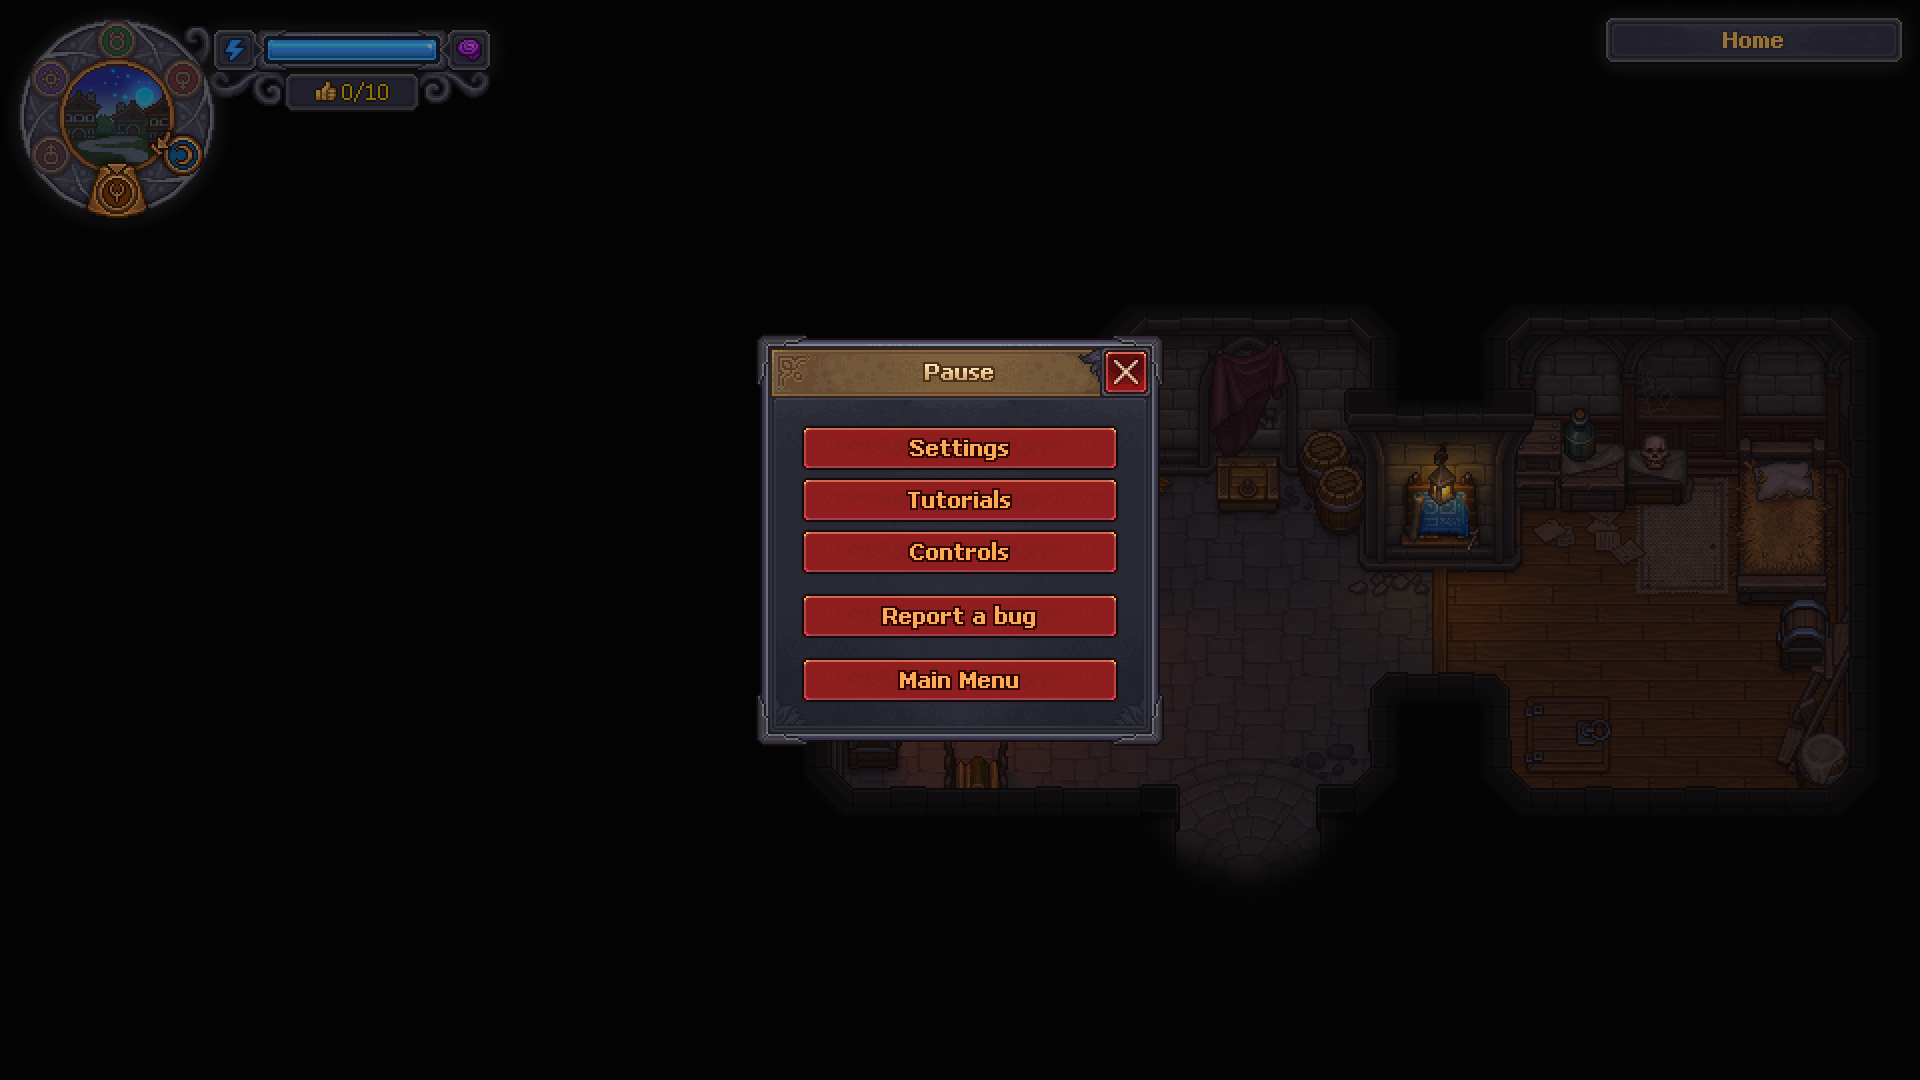 0/10
Home
Pause
Settings
Tutorials
Controls
Report a bug
Main Menu